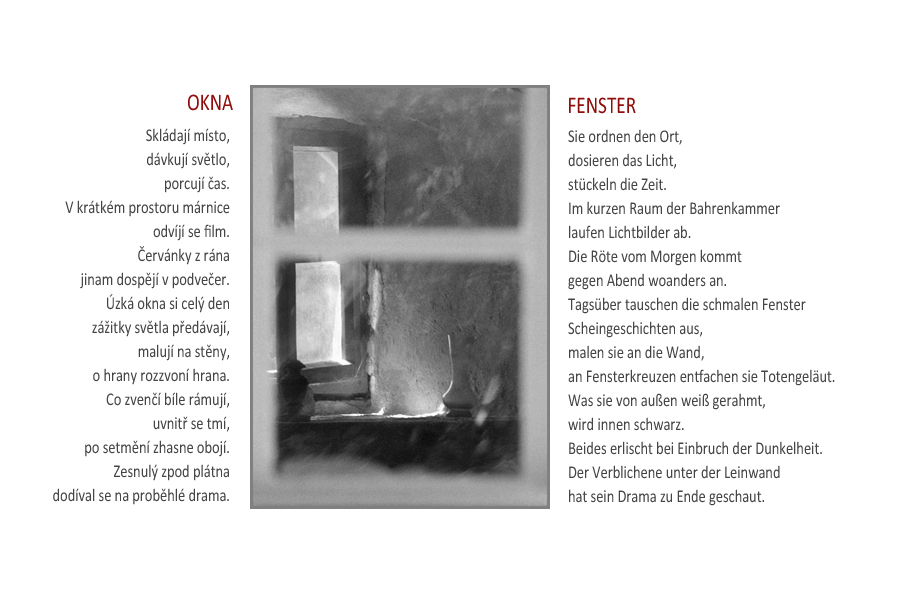 OKNA
Skládají místo,
dávkují světlo,
porcují čas.
V krátkém prostoru márnice
odvíjí se film.
Červánky z rána
jinam dospějí v podvečer.
Úzká okna si celý den
zážitky světla předávají,
malují na stěny,
o hrany rozzvoní hrana.
Co zvenčí bíle rámují,
uvnitř se tmí,
po setmění zhasne obojí.
Zesnulý zpod plátna
dodíval se na proběhlé drama.
FENSTER
Sie ordnen den Ort,
dosieren das Licht,
stückeln die Zeit.
Im kurzen Raum der Bahrenkammer
laufen Lichtbilder ab.
Die Röte vom Morgen kommt
gegen Abend woanders an.
Tagsüber tauschen die schmalen Fenster
Scheingeschichten aus,
malen sie an die Wand,
an Fensterkreuzen entfachen sie Totengeläut.
Was sie von außen weiß gerahmt,
wird innen schwarz.
Beides erlischt bei Einbruch der Dunkelheit.
Der Verblichene unter der Leinwand
hat sein Drama zu Ende geschaut.